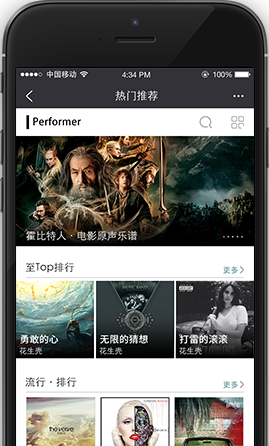 中国移动 4:34 PM 100%
热门推荐
Performer
霍比特人·电影原声乐谱
至Top排行 更多
勇敢的心 无限的猜想 打雷的滚滚
花生壳 花生壳 花生壳
流行·排行 更多
the verve